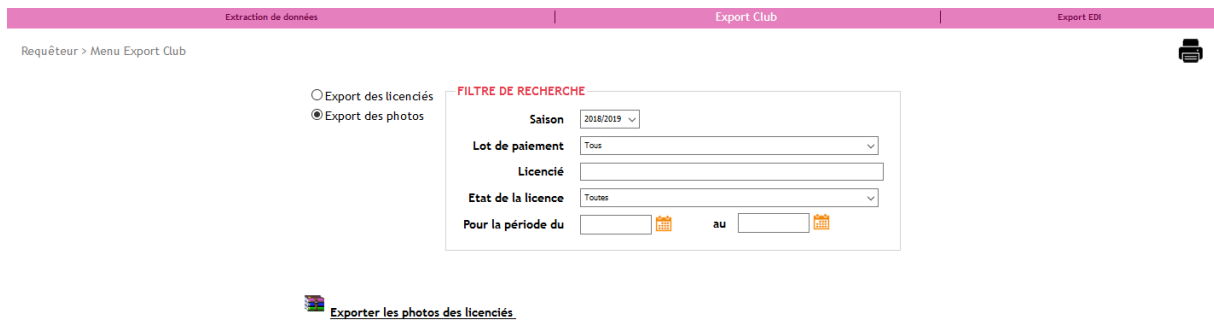 Extraction de données | Export Club | Export EDI
Requêteur > Menu Export Club
Export des licenciés
Export des photos
FILTRE DE RECHERCHE
Saison 2018/2019
Lot de paiement Tous
Licencié
Etat de la licence Toutes
Pour la période du au
Exporter les photos des licenciés